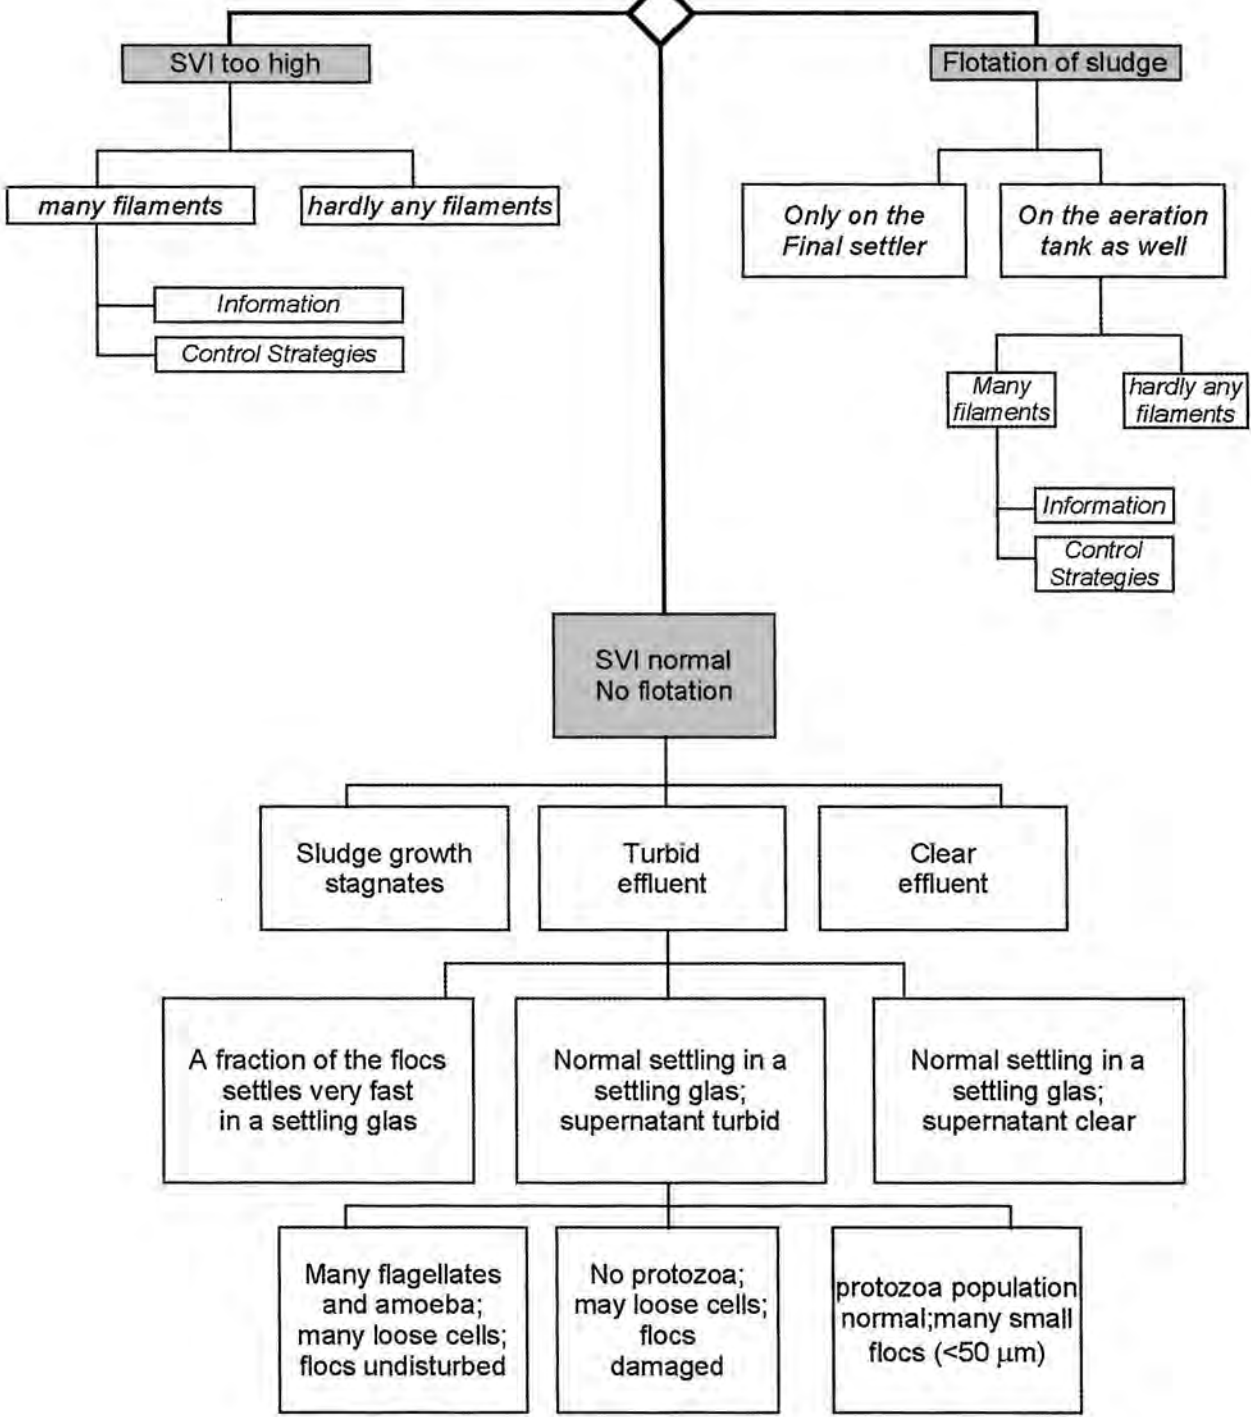 SVI too high
Flotation of sludge
many filaments
hardly any filaments
Only on the
Final settler
On the aeration
tank as well
Information
Control Strategies
Many
filaments
hardly any
filaments
Information
Control
Strategies
SVI normal
No flotation
Sludge growth
stagnates
Turbid
effluent
Clear
effluent
A fraction of the flocs
settles very fast
in a settling glas
Normal settling in a
settling glas;
supernatant turbid
Normal settling in a
settling glas;
supernatant clear
Many flagellates
and amoeba;
many loose cells;
flocs undisturbed
No protozoa;
may loose cells;
flocs
damaged
protozoa population
normal;many small
flocs (<50 μm)